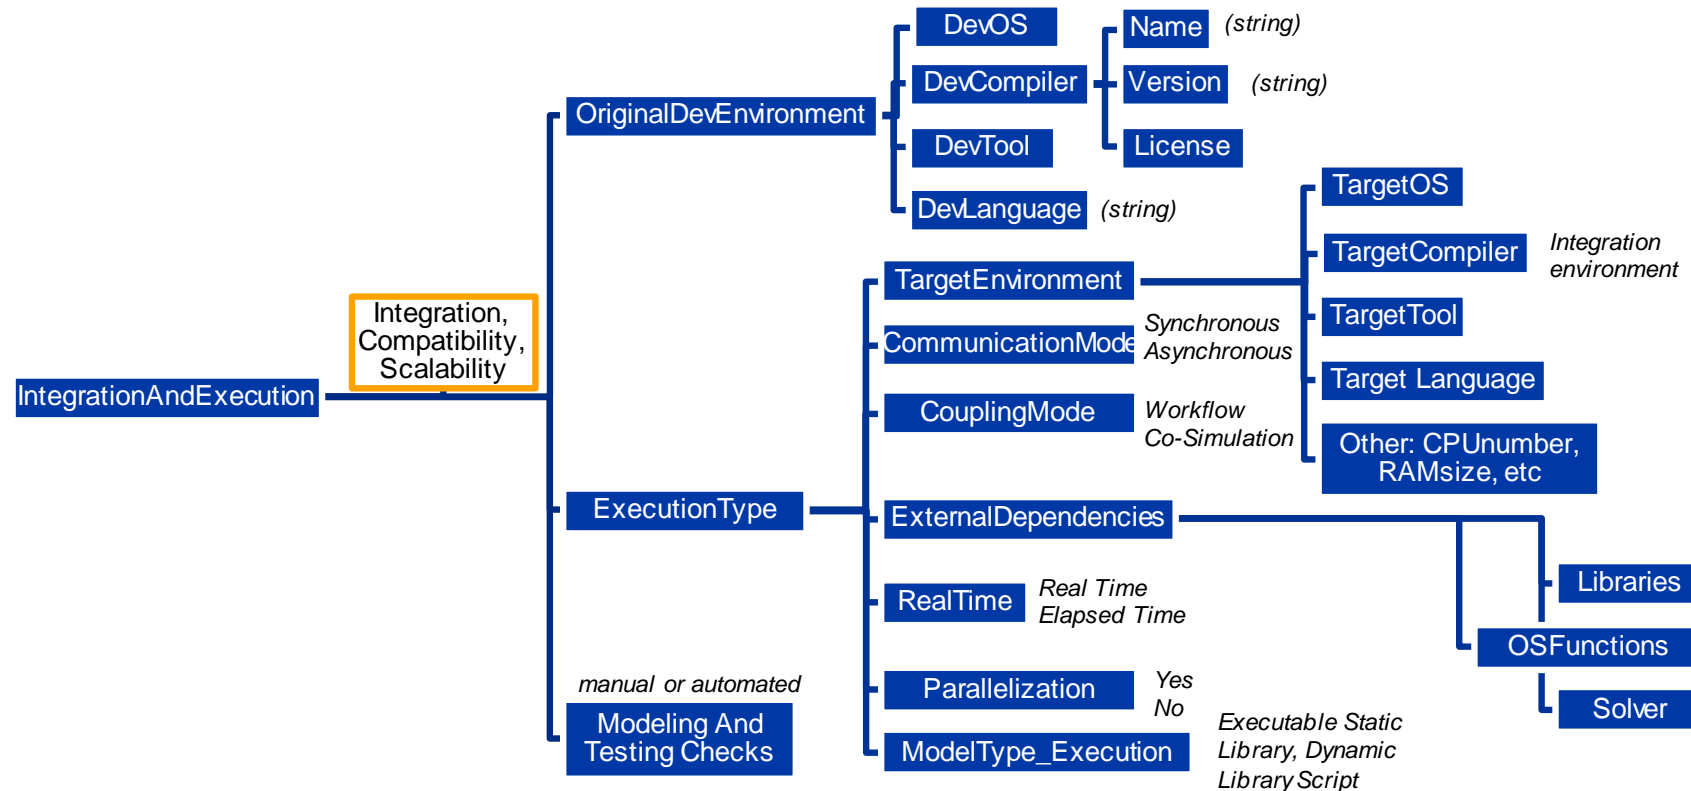 DevOS
Name
(string)
DevCompiler
Version
(string)
OriginalDevEnvironment
DevTool
License
DevLanguage
(string)
TargetOS
TargetCompiler
Integration
environment
TargetEnvironment
TargetTool
Integration,
Compatibility,
Scalability
CommunicationMode
Synchronous
Asynchronous
Target Language
IntegrationAndExecution
CouplingMode
Workflow
Co-Simulation
Other: CPUnumber,
RAMsize, etc
ExecutionType
ExternalDependencies
Libraries
RealTime
Real Time
Elapsed Time
OSFunctions
manual or automated
Modeling And
Testing Checks
Parallelization
Yes
No
Solver
ModelType_Execution
Executable Static
Library, Dynamic
Library Script